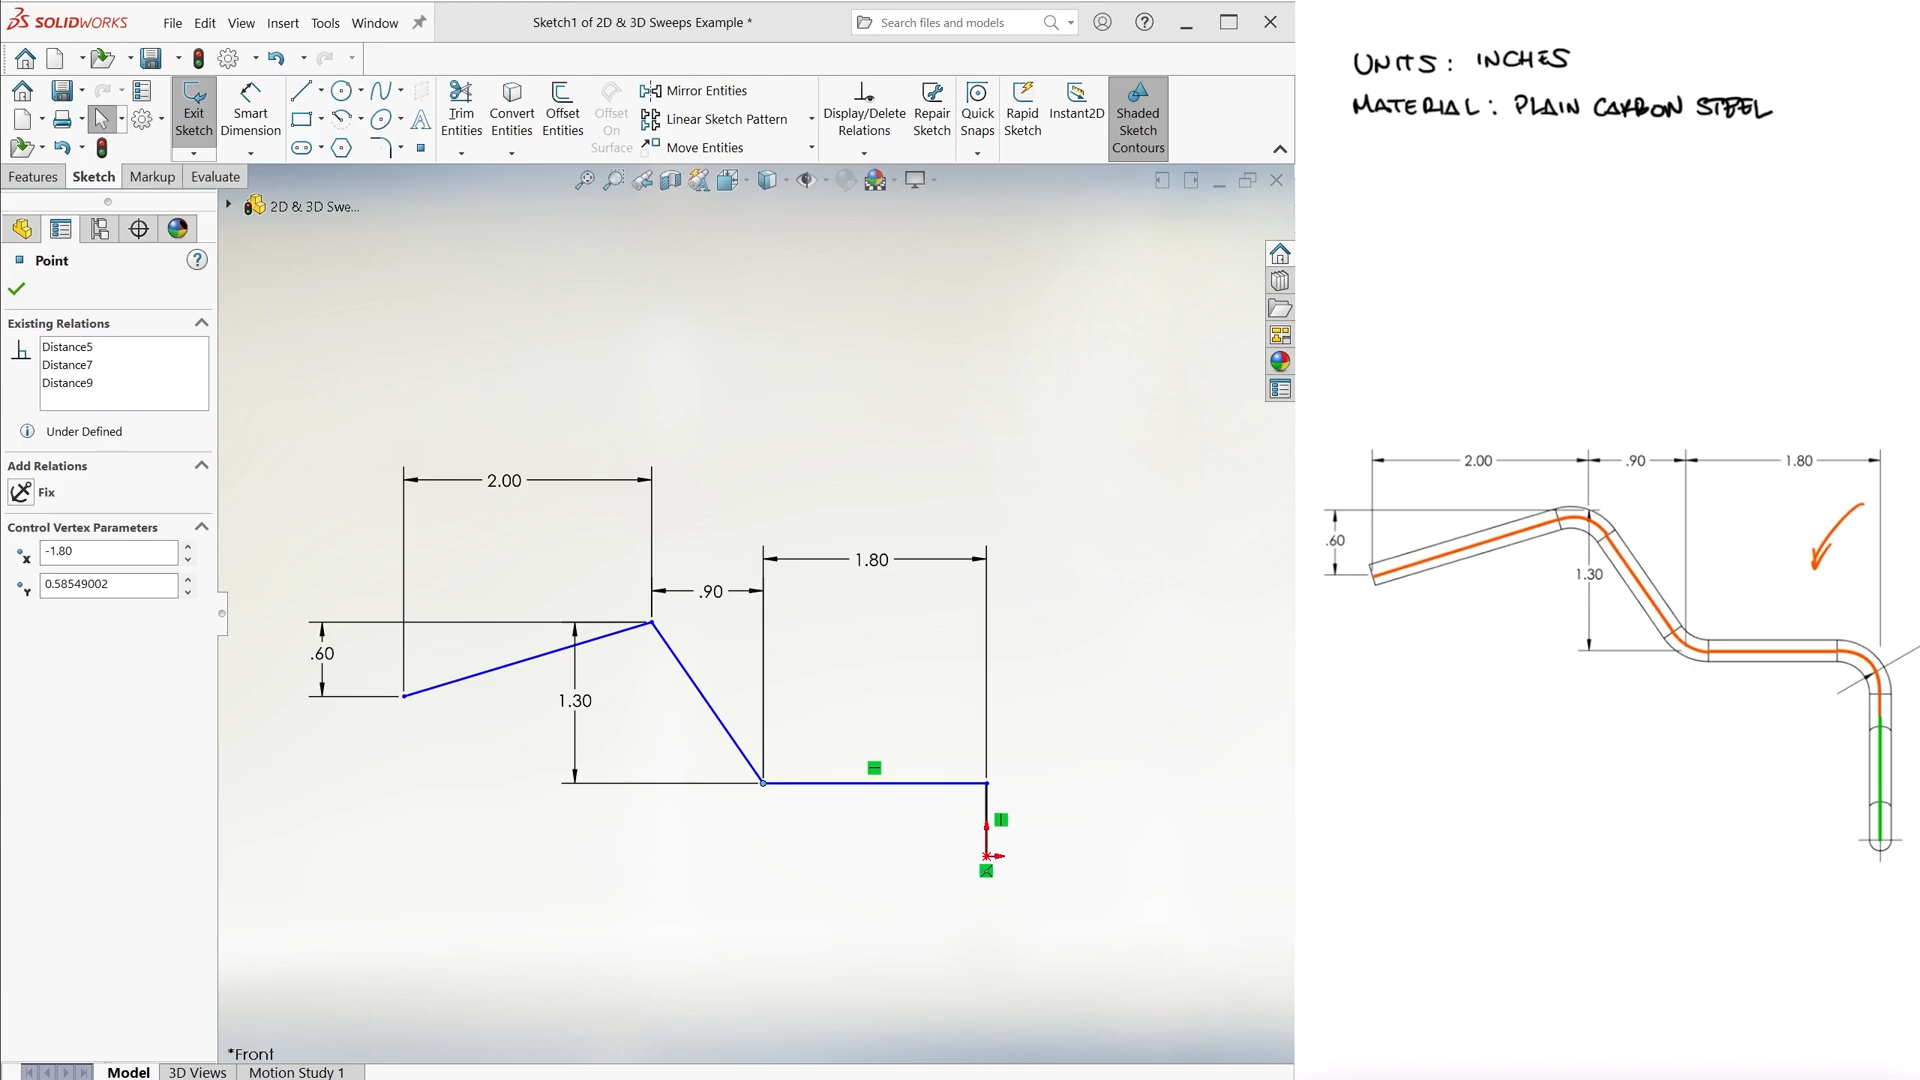 SOLIDWORKS File Edit View Insert Tools Window Sketch1 of 2D & 3D Sweeps Example * Search files and models
Exit Sketch
Smart Dimension
Trim Entities
Convert Entities
Offset Entities
Offset On Surface
Mirror Entities
Linear Sketch Pattern
Move Entities
Display/Delete Relations
Repair Sketch
Quick Snaps
Rapid Sketch
Instant2D
Shaded Sketch Contours
Features Sketch Markup Evaluate
2D & 3D Swe...
Point
Existing Relations
Distance5
Distance7
Distance9
Under Defined
Add Relations
Fix
Control Vertex Parameters
X -1.80
Y 0.58549002
2.00
1.80
.90
.60
1.30
*Front
Model 3D Views Motion Study 1
UNITS: INCHES
MATERIAL: PLAIN CARBON STEEL
2.00 .90 1.80
.60
1.30